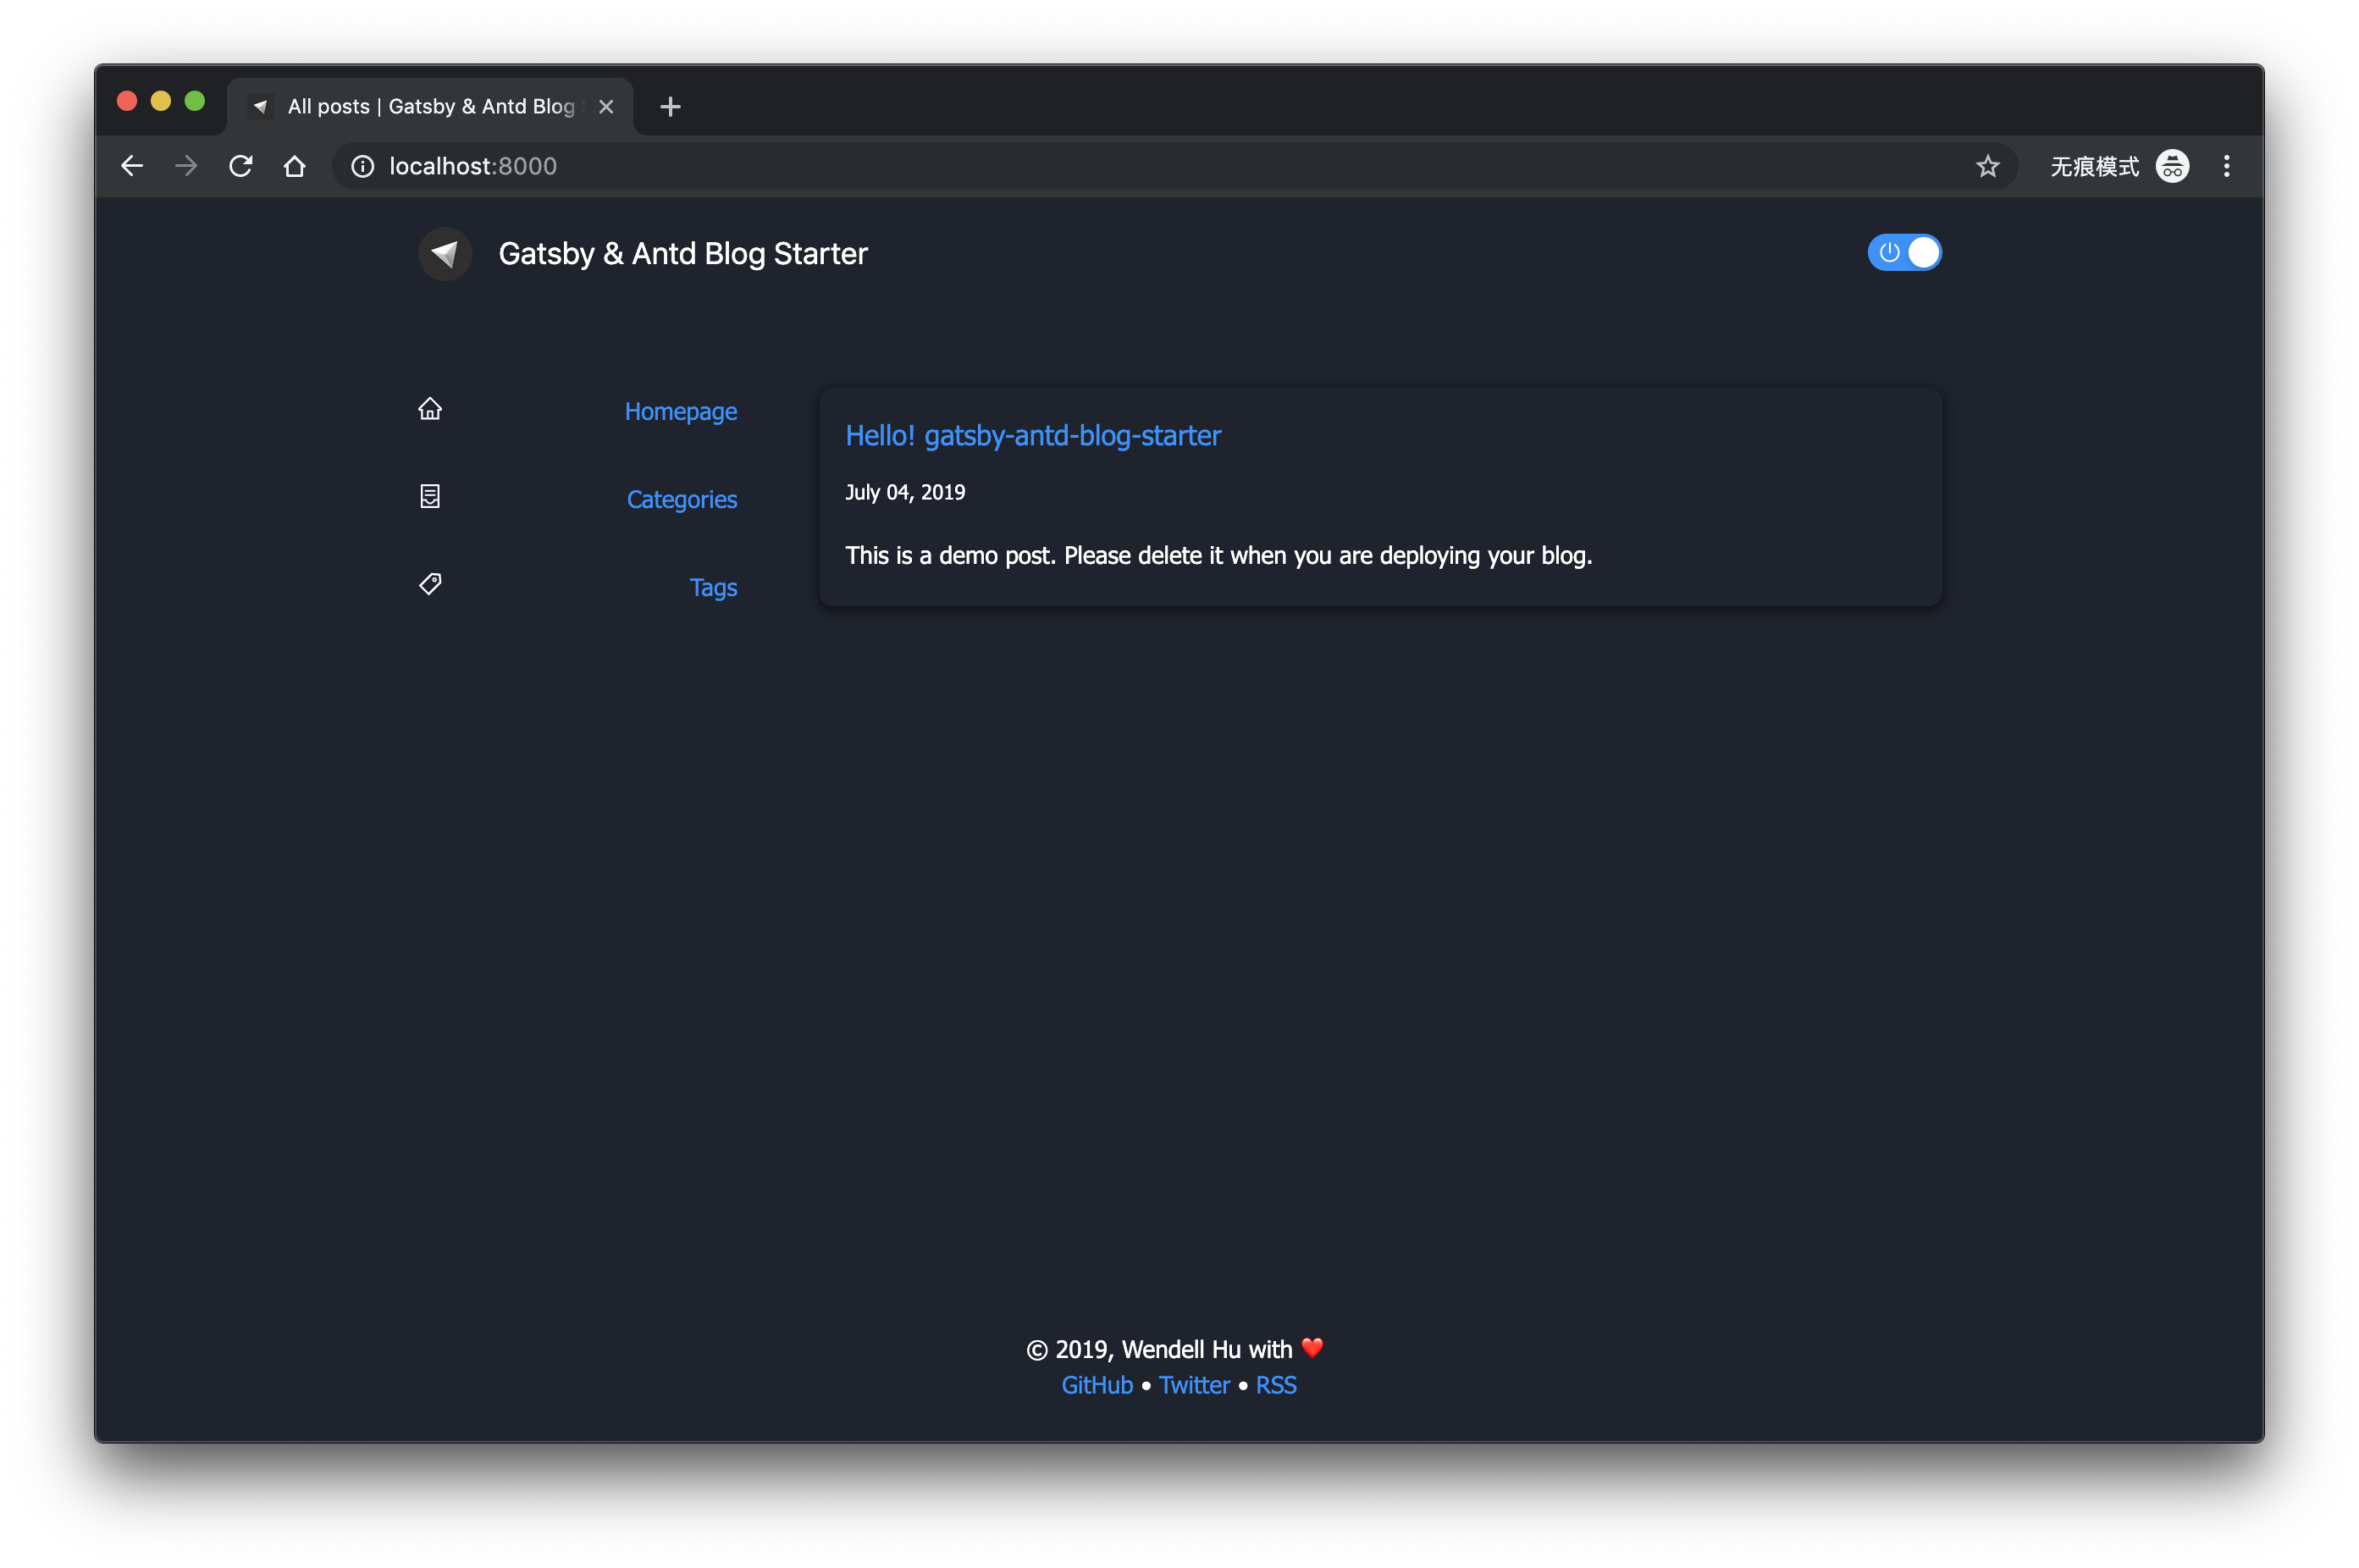 All posts | Gatsby & Antd Blog
localhost:8000
无痕模式
Gatsby & Antd Blog Starter
Homepage
Categories
Tags
Hello! gatsby-antd-blog-starter
July 04, 2019
This is a demo post. Please delete it when you are deploying your blog.
© 2019, Wendell Hu with ❤️
GitHub • Twitter • RSS